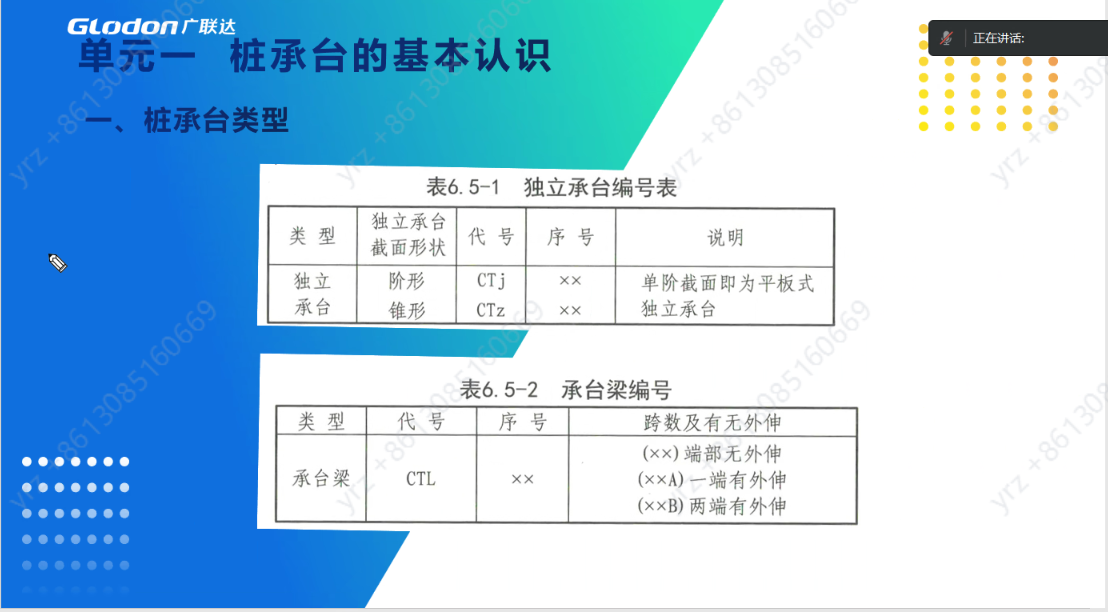 GLodon广联达
单元一 桩承台的基本认识
正在讲话:
一、桩承台类型
表6.5-1 独立承台编号表
类 型 独立承台截面形状 代 号 序 号 说明
独立承台 阶形 CTj ×× 单阶截面即为平板式独立承台
锥形 CTz ××
表6.5-2 承台梁编号
类 型 代 号 序 号 跨数及有无外伸
承台梁 CTL ×× (××)端部无外伸
(××A)一端有外伸
(××B)两端有外伸
yrz +8613085160669